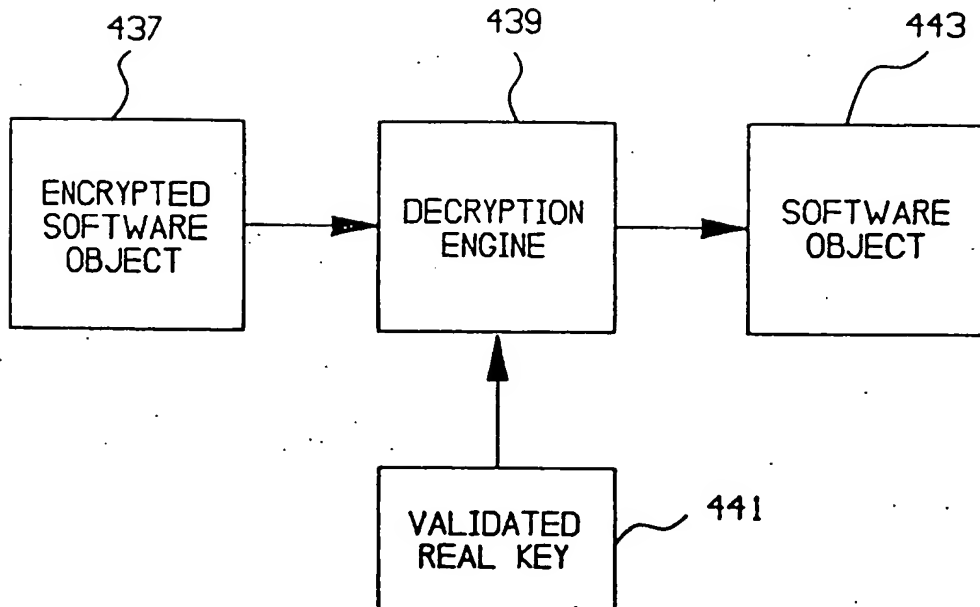 437
439
443
ENCRYPTED
SOFTWARE
OBJECT
DECRYPTION
ENGINE
SOFTWARE
OBJECT
VALIDATED
REAL KEY
441